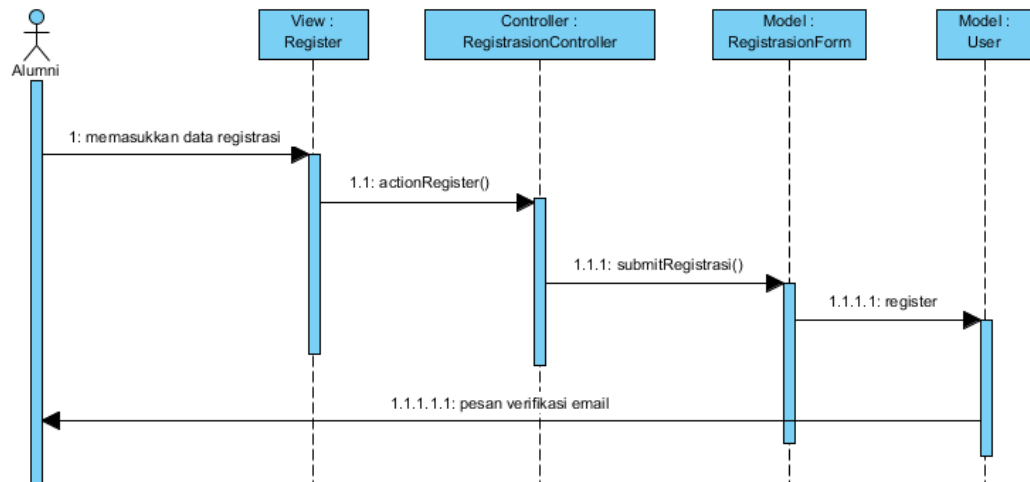 View :
Register
Controller :
RegistrasionController
Model :
RegistrasionForm
Model :
User
Alumni
1: memasukkan data registrasi
1.1: actionRegister()
1.1.1: submitRegistrasi()
1.1.1.1: register
1.1.1.1.1: pesan verifikasi email